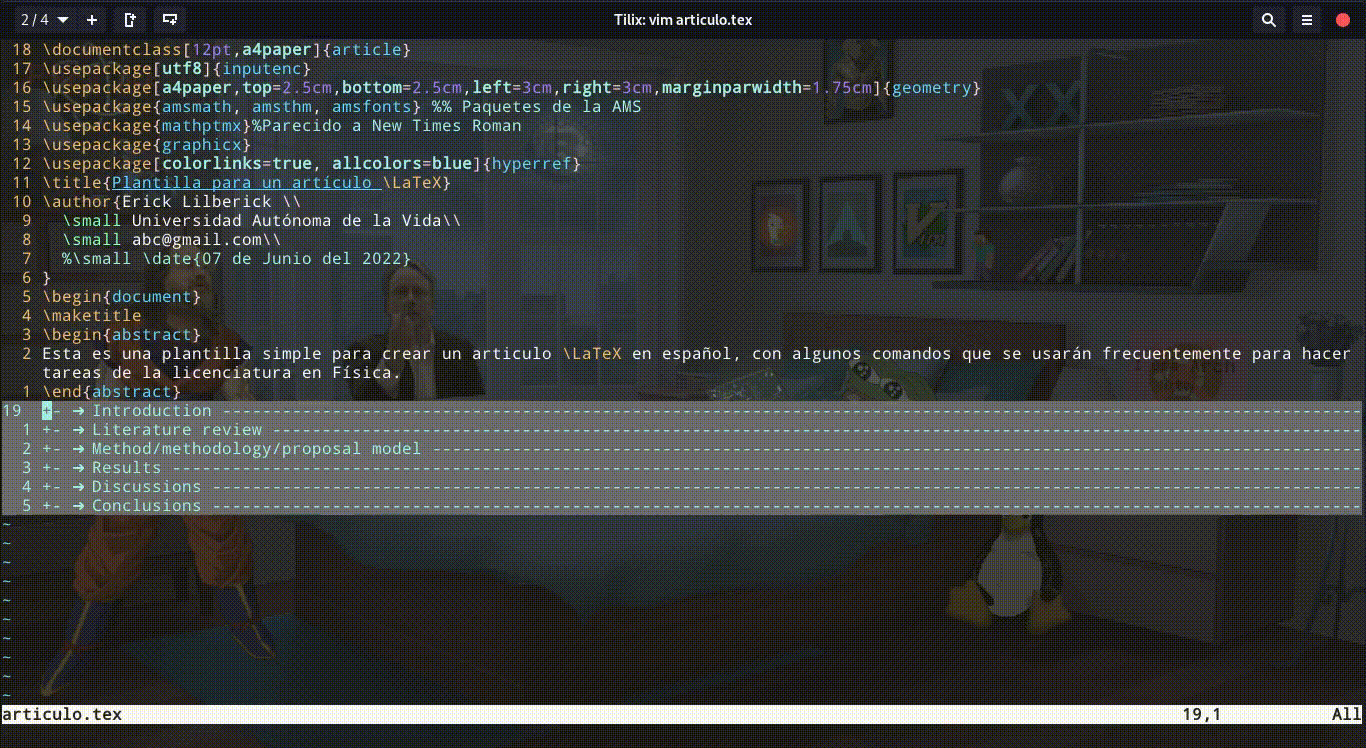 2 / 4
Tilix: vim articulo.tex
18 \documentclass[12pt,a4paper]{article}
17 \usepackage[utf8]{inputenc}
16 \usepackage[a4paper,top=2.5cm,bottom=2.5cm,left=3cm,right=3cm,marginparwidth=1.75cm]{geometry}
15 \usepackage{amsmath, amsthm, amsfonts} %% Paquetes de la AMS
14 \usepackage{mathptmx}%Parecido a New Times Roman
13 \usepackage{graphicx}
12 \usepackage[colorlinks=true, allcolors=blue]{hyperref}
11 \title{Plantilla para un artículo \LaTeX}
10 \author{Erick Lilberick \\
9   \small Universidad Autónoma de la Vida\\
8   \small abc@gmail.com\\
7   %\small \date{07 de Junio del 2022}
6 }
5 \begin{document}
4 \maketitle
3 \begin{abstract}
2 Esta es una plantilla simple para crear un articulo \LaTeX en español, con algunos comandos que se usarán frecuentemente para hacer
tareas de la licenciatura en Física.
1 \end{abstract}
19 +- ➜ Introduction ------------------------------------------------------------------------------------------------------------------
1 +- ➜ Literature review -------------------------------------------------------------------------------------------------------------
2 +- ➜ Method/methodology/proposal model ---------------------------------------------------------------------------------------------
3 +- ➜ Results -----------------------------------------------------------------------------------------------------------------------
4 +- ➜ Discussions -------------------------------------------------------------------------------------------------------------------
5 +- ➜ Conclusions -------------------------------------------------------------------------------------------------------------------
~
~
~
~
~
~
~
~
~
~
articulo.tex 19,1 All